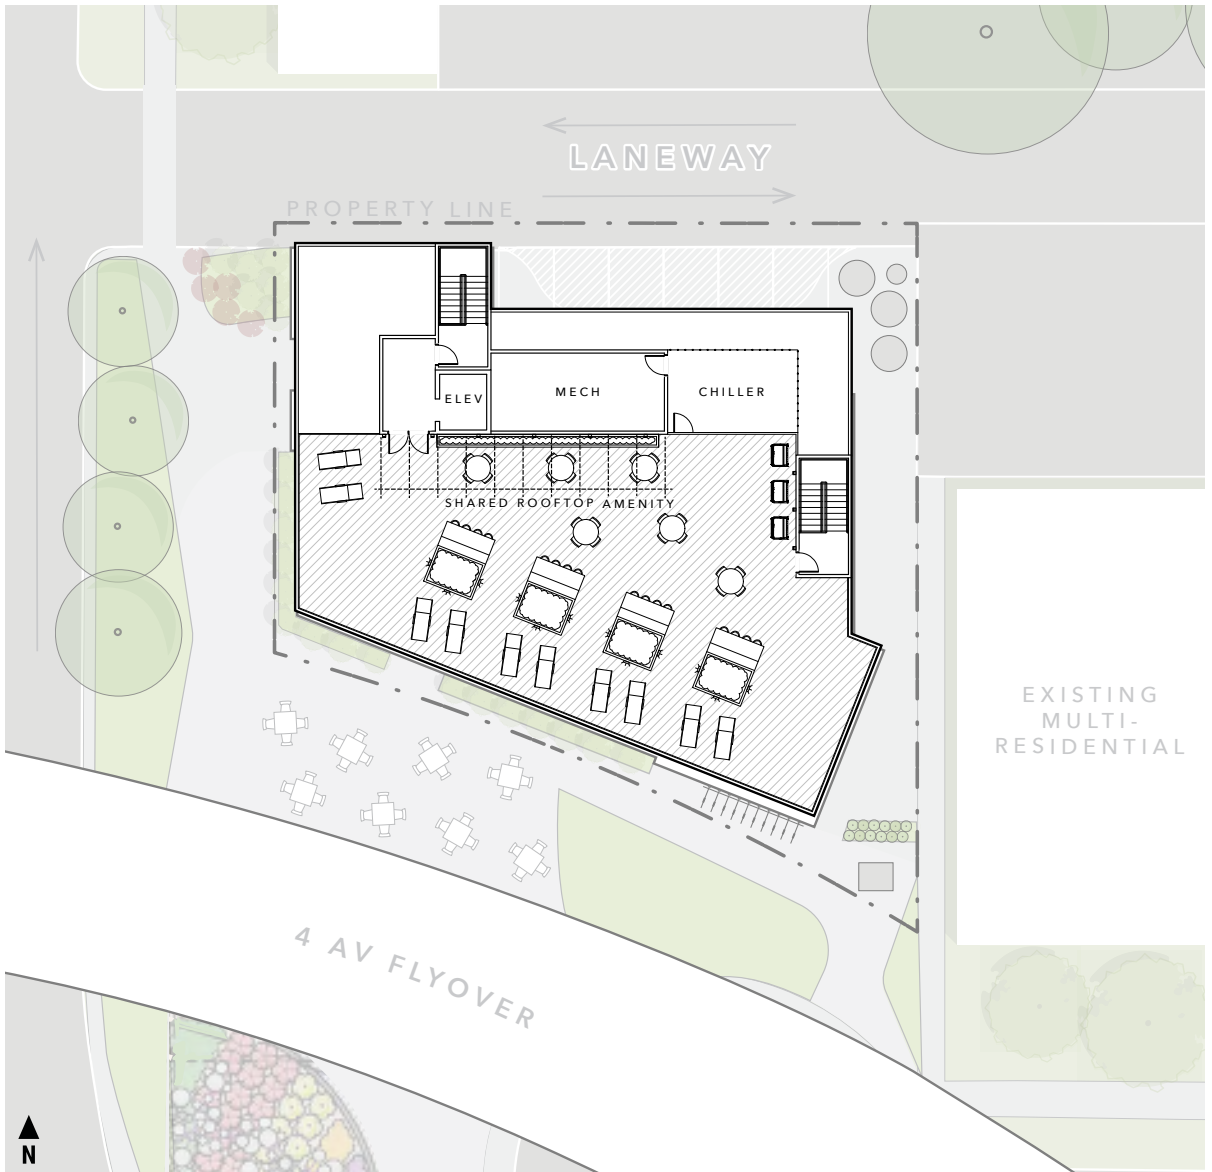 LANEWAY
PROPERTY LINE
ELEV
MECH
CHILLER
SHARED ROOFTOP AMENITY
EXISTING
MULTI-
RESIDENTIAL
4 AV FLYOVER
N